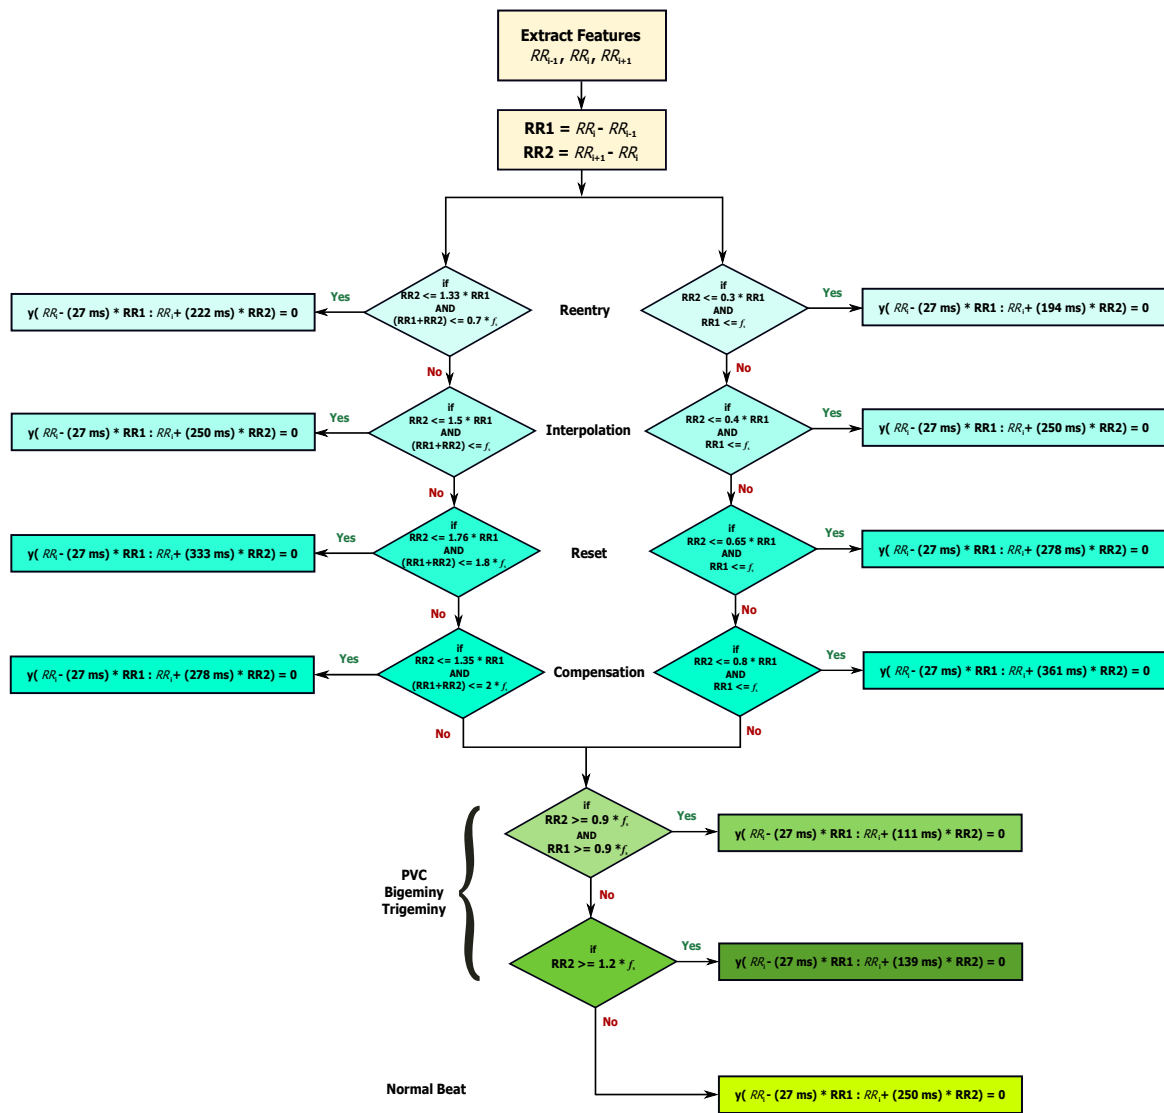 Extract Features
RRi-1, RRi, RRi+1
RR1 = RRi- RRi-1
RR2 = RRi+1- RRi
if
RR2 <= 1.33 * RR1
AND
(RR1+RR2) <= 0.7 * fs
Yes
y( RRi- (27 ms) * RR1 : RRi+ (222 ms) * RR2) = 0
Reentry
if
RR2 <= 0.3 * RR1
AND
RR1 <= fs
Yes
y( RRi- (27 ms) * RR1 : RRi+ (194 ms) * RR2) = 0
No
No
if
RR2 <= 1.5 * RR1
AND
(RR1+RR2) <= fs
Yes
y( RRi- (27 ms) * RR1 : RRi+ (250 ms) * RR2) = 0
Interpolation
if
RR2 <= 0.4 * RR1
AND
RR1 <= fs
Yes
y( RRi- (27 ms) * RR1 : RRi+ (250 ms) * RR2) = 0
No
No
if
RR2 <= 1.76 * RR1
AND
(RR1+RR2) <= 1.8 * fs
Yes
y( RRi- (27 ms) * RR1 : RRi+ (333 ms) * RR2) = 0
Reset
if
RR2 <= 0.65 * RR1
AND
RR1 <= fs
Yes
y( RRi- (27 ms) * RR1 : RRi+ (278 ms) * RR2) = 0
No
No
if
RR2 <= 1.35 * RR1
AND
(RR1+RR2) <= 2 * fs
Yes
y( RRi- (27 ms) * RR1 : RRi+ (278 ms) * RR2) = 0
Compensation
if
RR2 <= 0.8 * RR1
AND
RR1 <= fs
Yes
y( RRi- (27 ms) * RR1 : RRi+ (361 ms) * RR2) = 0
No
No
if
RR2 >= 0.9 * fs
AND
RR1 >= 0.9 * fs
Yes
y( RRi- (27 ms) * RR1 : RRi+ (111 ms) * RR2) = 0
PVC
Bigeminy
Trigeminy
No
if
RR2 >= 1.2 * fs
Yes
y( RRi- (27 ms) * RR1 : RRi+ (139 ms) * RR2) = 0
No
Normal Beat
y( RRi- (27 ms) * RR1 : RRi+ (250 ms) * RR2) = 0